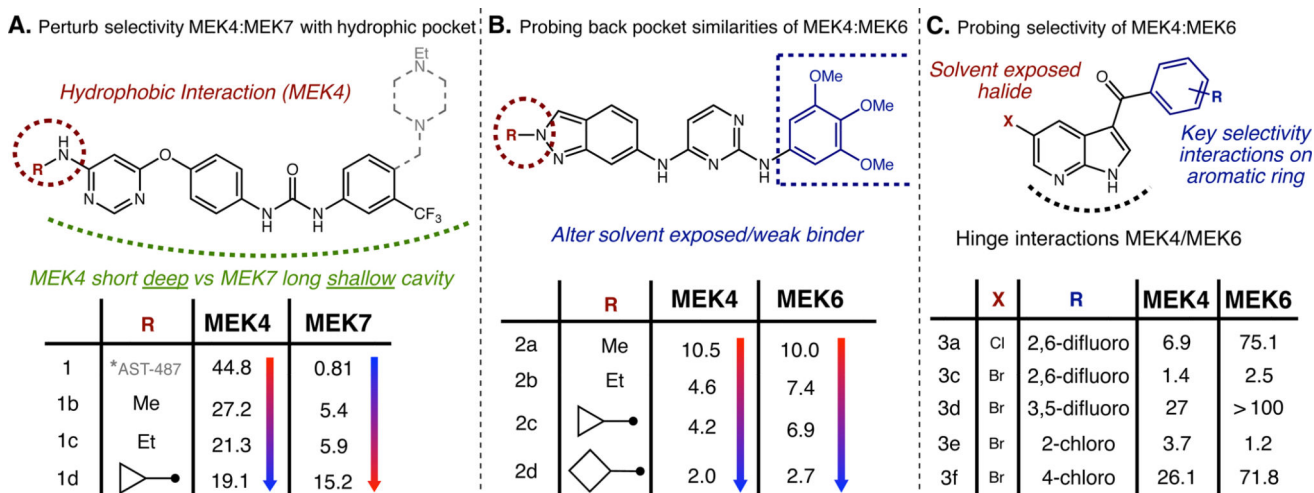 A. Perturb selectivity MEK4:MEK7 with hydrophic pocket
Et
N
Hydrophobic Interaction (MEK4)
N
H
R N
O
O
N N
N N
H H
CF3
MEK4 short deep vs MEK7 long shallow cavity
R MEK4 MEK7
1 *AST-487 44.8 0.81
1b Me 27.2 5.4
1c Et 21.3 5.9
1d 19.1 15.2
B. Probing back pocket similarities of MEK4:MEK6
OMe
R N
N
OMe
N
N N N
H H
OMe
Alter solvent exposed/weak binder
R MEK4 MEK6
2a Me 10.5 10.0
2b Et 4.6 7.4
2c 4.2 6.9
2d 2.0 2.7
C. Probing selectivity of MEK4:MEK6
Solvent exposed
halide
O
R
X
Key selectivity
interactions on
aromatic ring
N N
H
Hinge interactions MEK4/MEK6
X R MEK4 MEK6
3a Cl 2,6-difluoro 6.9 75.1
3c Br 2,6-difluoro 1.4 2.5
3d Br 3,5-difluoro 27 >100
3e Br 2-chloro 3.7 1.2
3f Br 4-chloro 26.1 71.8